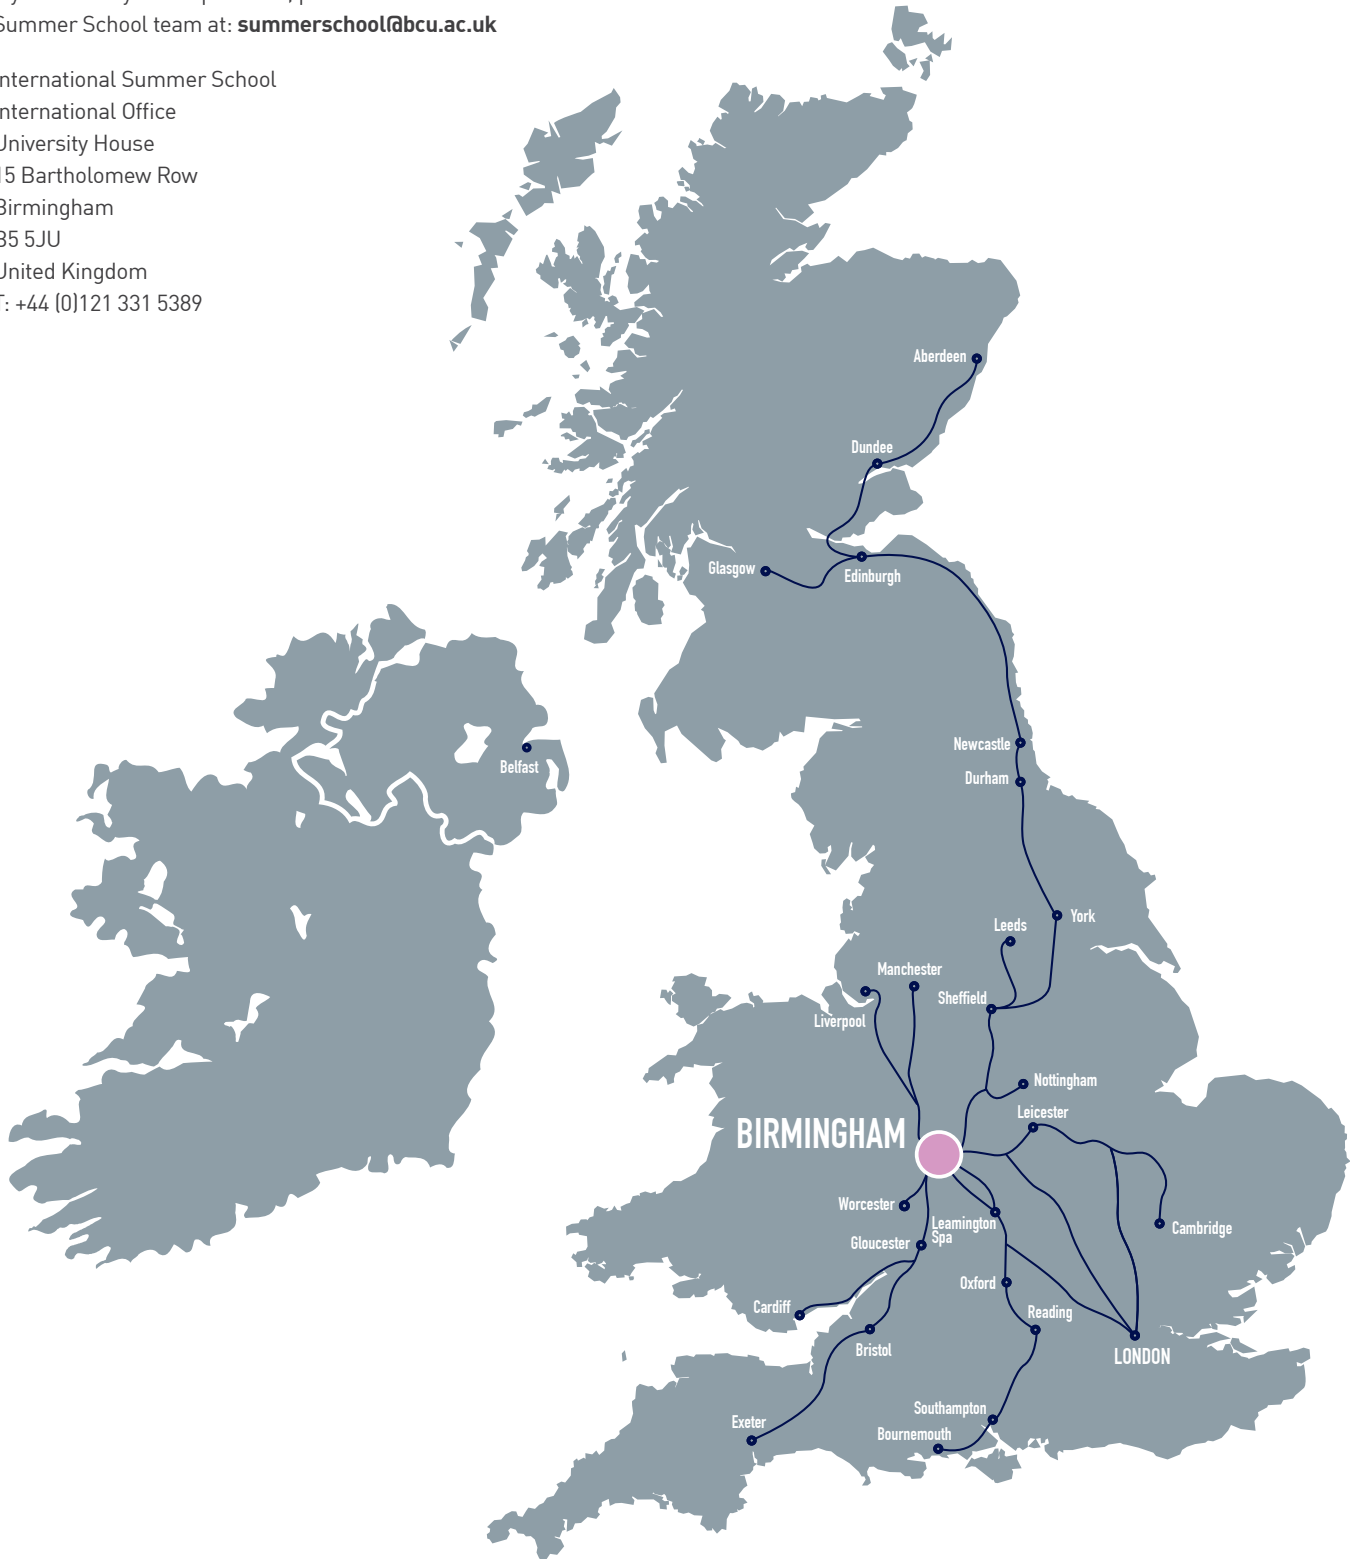 Summer School team at: summerschool@bcu.ac.uk
International Summer School
International Office
University House
15 Bartholomew Row
Birmingham
B5 5JU
United Kingdom
T: +44 (0)121 331 5389
Aberdeen
Dundee
Glasgow
Edinburgh
Newcastle
Belfast
Durham
York
Leeds
Manchester
Sheffield
Liverpool
Nottingham
Leicester
BIRMINGHAM
Worcester
Leamington
Spa
Cambridge
Gloucester
Oxford
Cardiff
Reading
Bristol
LONDON
Southampton
Exeter
Bournemouth